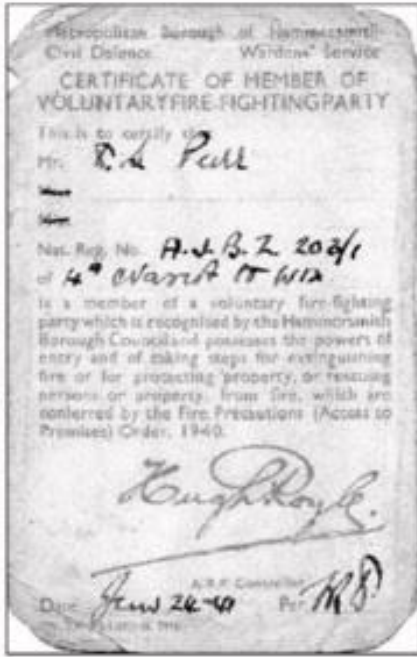 Metropolitan Borough of Hammersmith
Civil Defence Wardens' Service
CERTIFICATE OF MEMBER OF
VOLUNTARY FIRE-FIGHTING PARTY
This is to certify that
Mr.
Nat. Reg. No. A.J.B.Z. 203/1
of W12
is a member of a voluntary fire-fighting
party which is recognised by the Hammersmith
Borough Council and possesses the powers of
entry and of taking steps for extinguishing
fire or for protecting property, or rescuing
persons or property, from fire, which are
conferred by the Fire Precautions (Access to
Premises) Order, 1940.
Hugh Royle.
A.R.P. Controller
Date Per